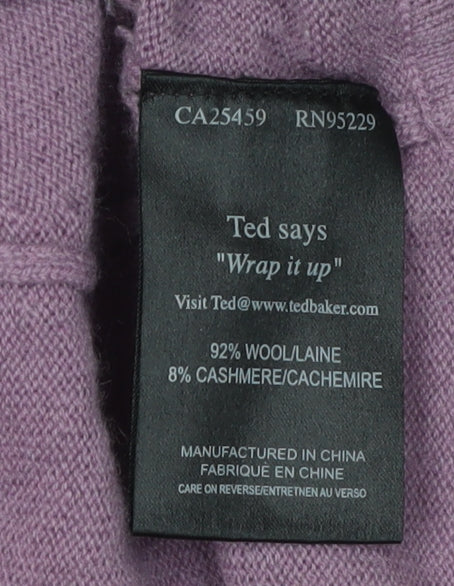 CA25459 RN95229
Ted says
"Wrap it up"
Visit Ted@www.tedbaker.com
92% WOOL/LAINE
8% CASHMERE/CACHEMIRE
MANUFACTURED IN CHINA
FABRIQUÉ EN CHINE
CARE ON REVERSE/ENTRETNEN AU VERSO